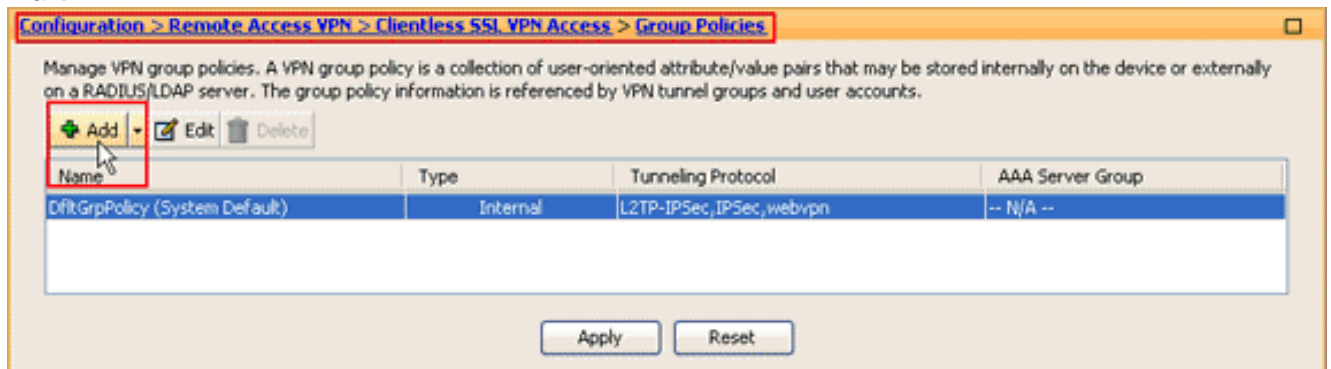 Configuration > Remote Access VPN > Clientless SSL VPN Access > Group Policies
Manage VPN group policies. A VPN group policy is a collection of user-oriented attribute/value pairs that may be stored internally on the device or externally
on a RADIUS/LDAP server. The group policy information is referenced by VPN tunnel groups and user accounts.
Add Edit Delete
Name Type Tunneling Protocol AAA Server Group
DfltGrpPolicy (System Default) Internal L2TP-IPSec,IPSec,webvpn -- N/A --
Apply Reset